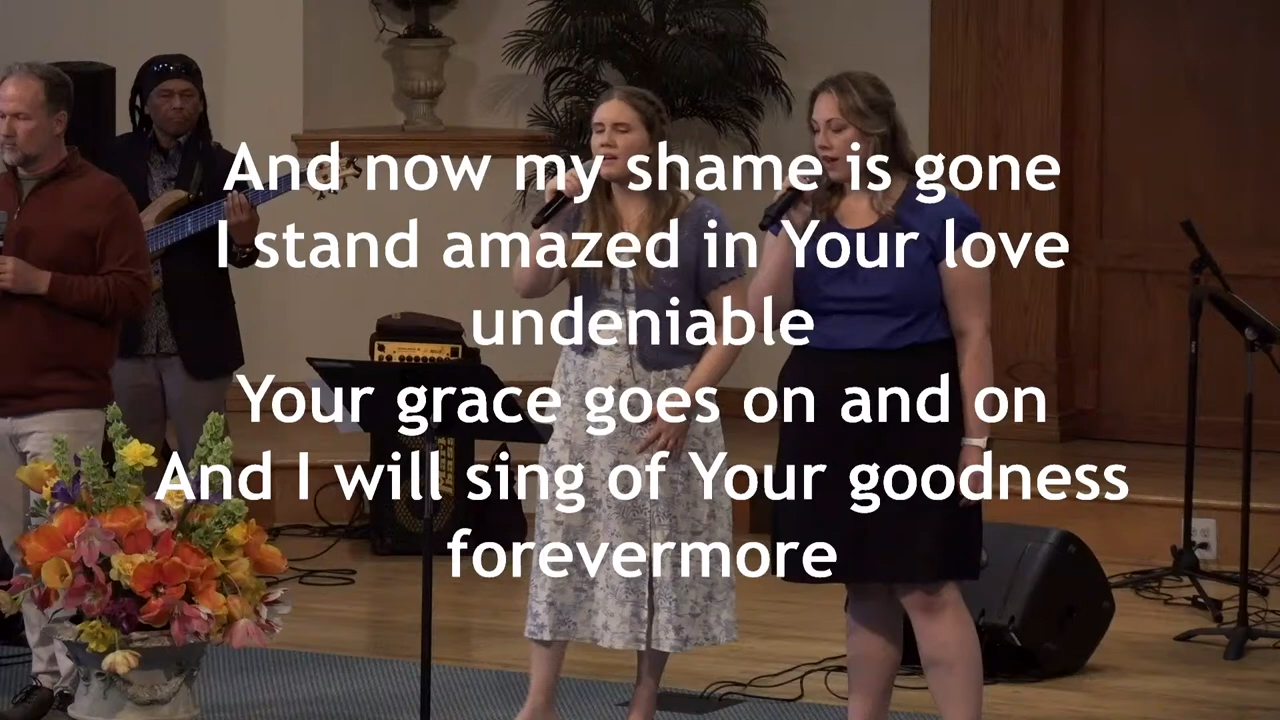 And now my shame is gone
I stand amazed in Your love
undeniable
Your grace goes on and on
And I will sing of Your goodness
forevermore